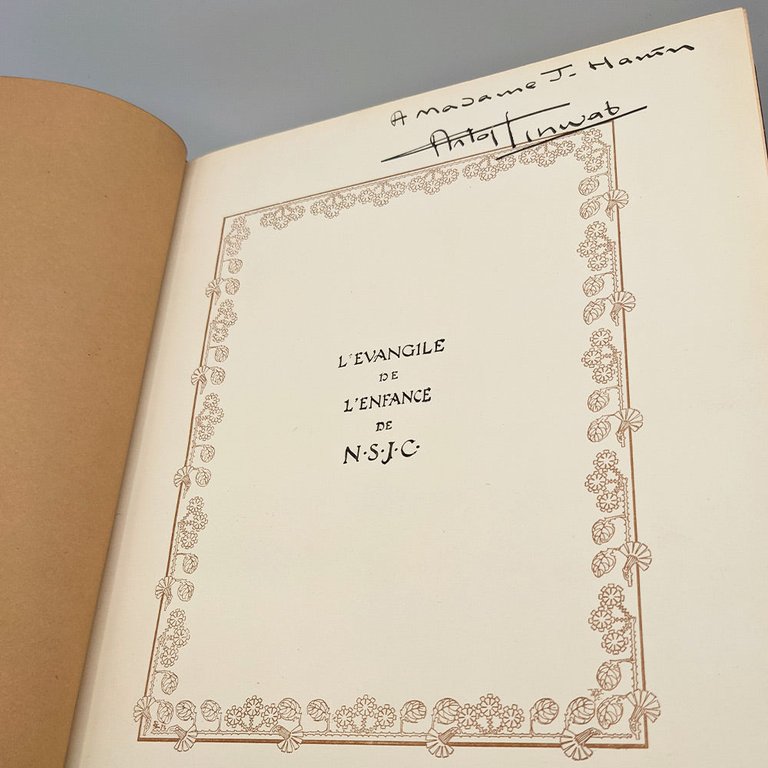 A Madame J. Hamm
L'EVANGILE
DE
L'ENFANCE
DE
N·S·J·C·